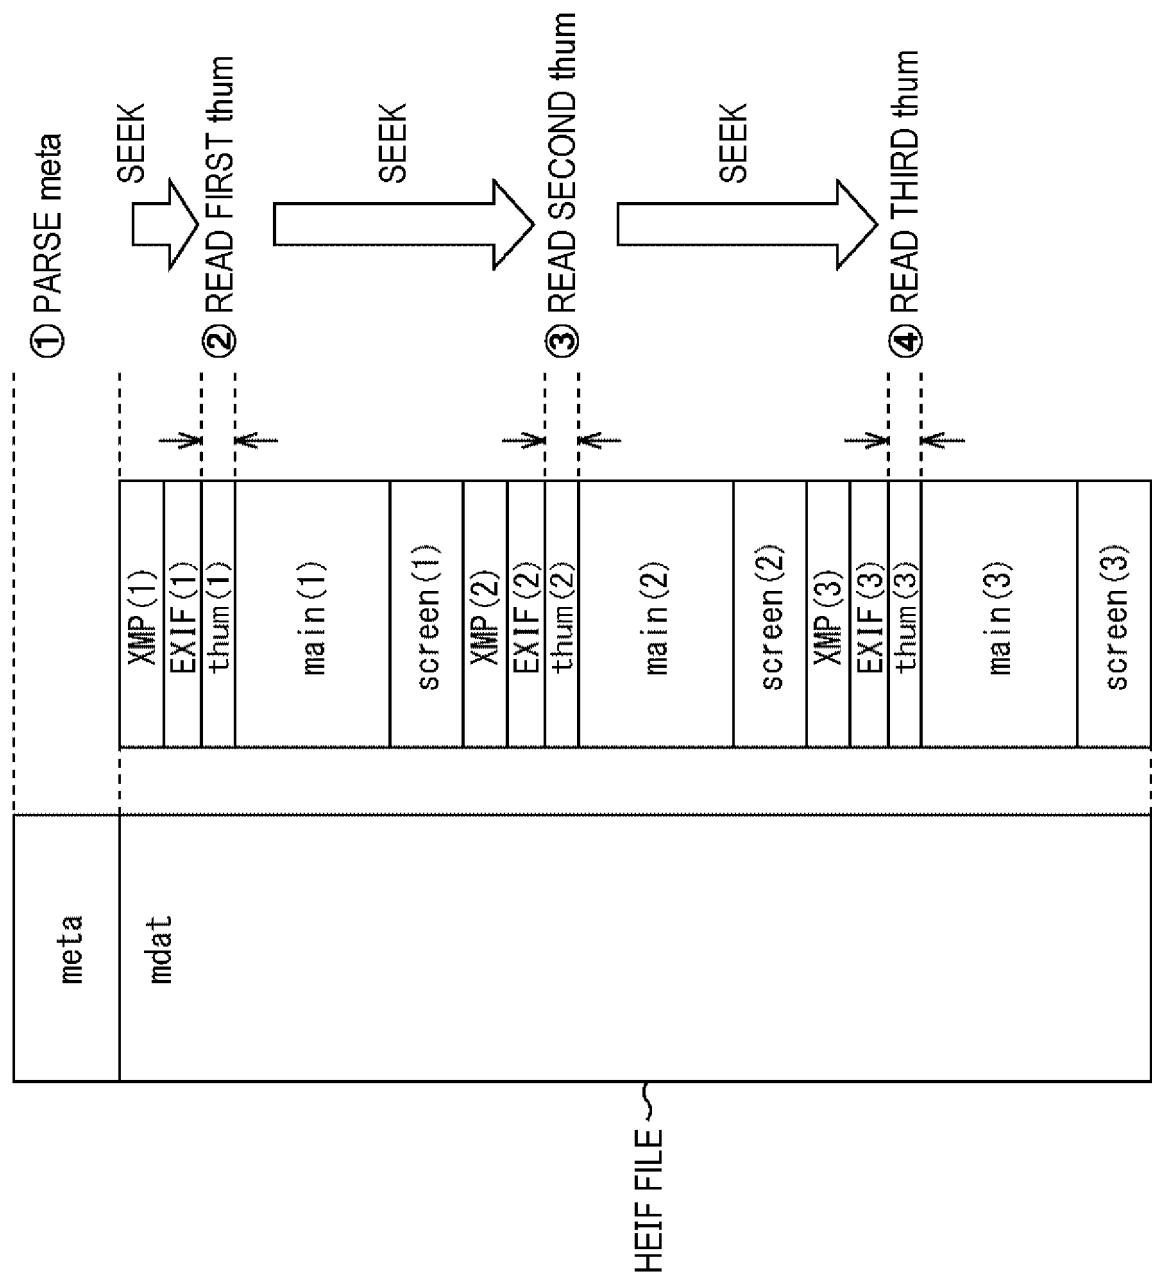 HEIF FILE
meta
mdat
XMP(1)
EXIF(1)
thum(1)
main(1)
screen(1)
XMP(2)
EXIF(2)
thum(2)
main(2)
screen(2)
XMP(3)
EXIF(3)
thum(3)
main(3)
screen(3)
① PARSE meta
SEEK
② READ FIRST thum
SEEK
③ READ SECOND thum
SEEK
④ READ THIRD thum